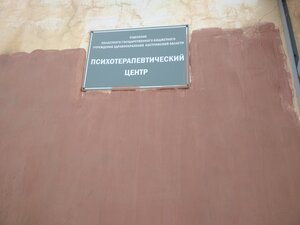 ОТДЕЛЕНИЕ
ОБЛАСТНОГО ГОСУДАРСТВЕННОГО БЮДЖЕТНОГО
УЧРЕЖДЕНИЯ ЗДРАВООХРАНЕНИЯ КОСТРОМСКОЙ ОБЛАСТИ
ПСИХОТЕРАПЕВТИЧЕСКИЙ
ЦЕНТР